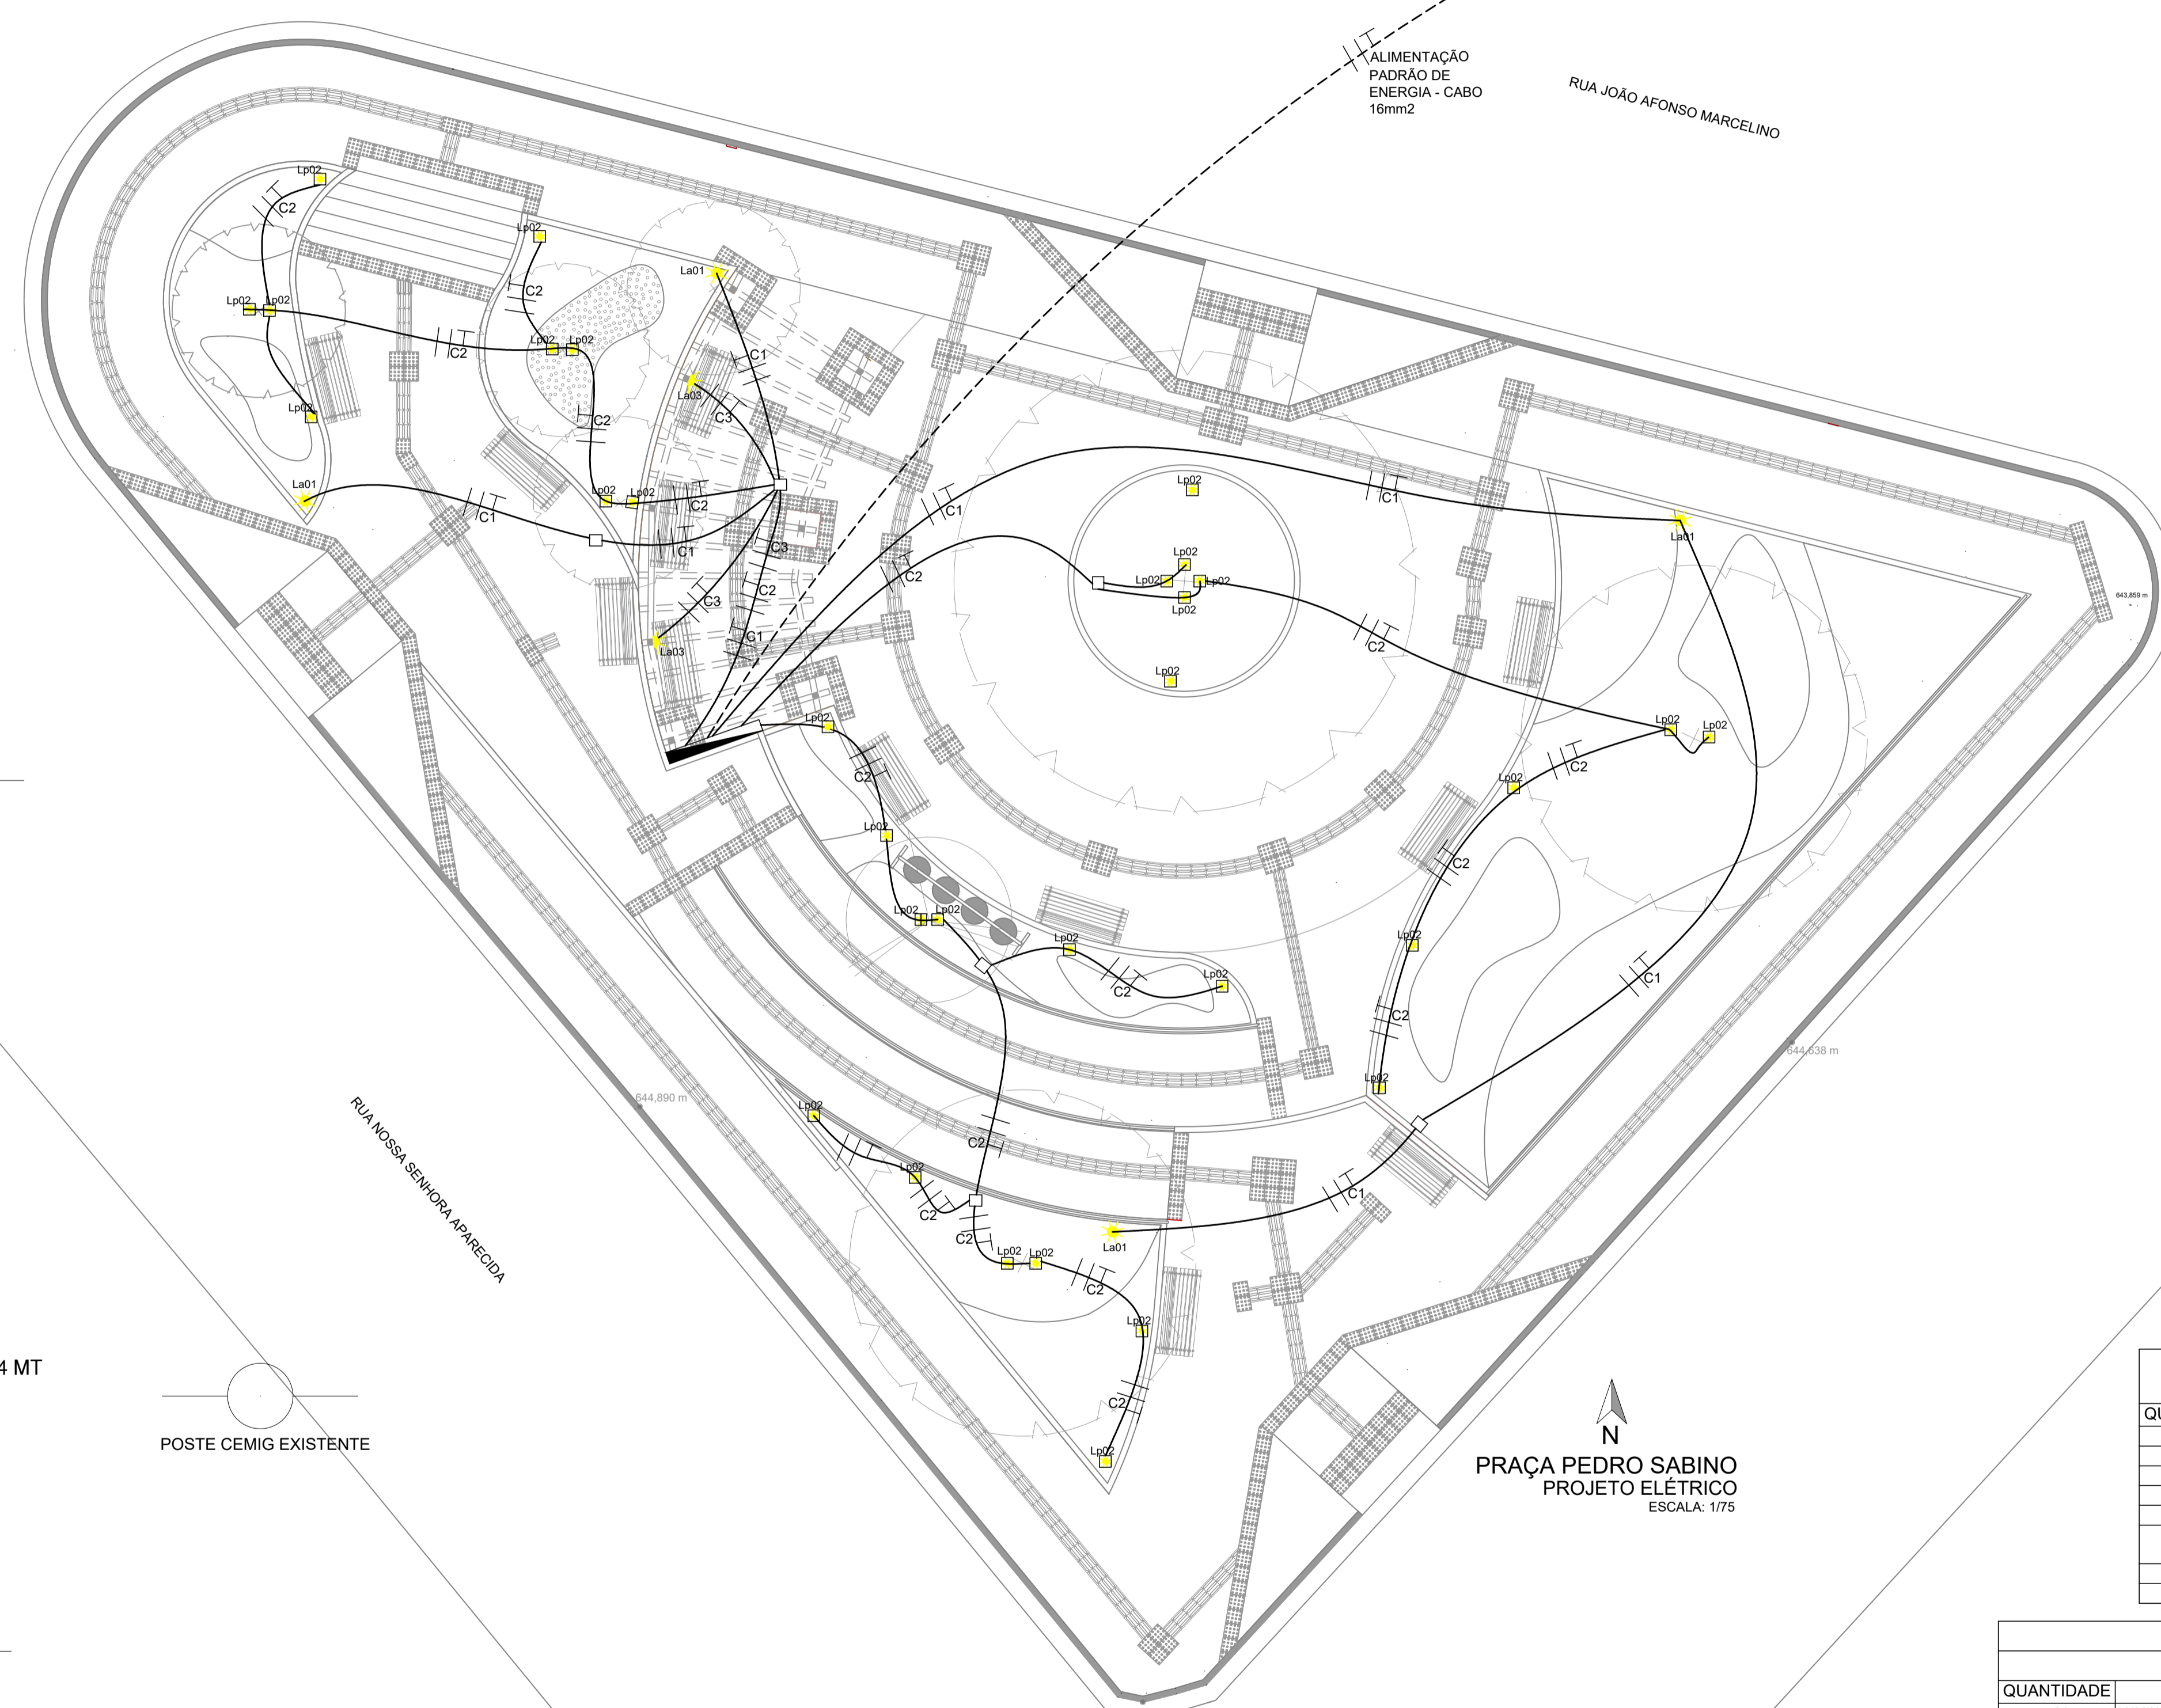 ALIMENTAÇÃO
PADRÃO DE
ENERGIA - CABO
16mm2
RUA JOÃO AFONSO MARCELINO
Lp02
C2
Lp02
La01
Lp02
Lp02
C2
C2
Lp02
Lp02
C1
La03
C3
Lp02
C2
La01
Lp02
Lp02
C2
C1
C1
C3
C1
C2
C3
C2
C1
La03
Lp02
C1
La01
Lp02
Lp02
Lp02
Lp02
C2
Lp02
C2
643,859 m
Lp02
Lp02
Lp02
C2
Lp02
C2
Lp02
C2
Lp02
Lp02
Lp02
Lp02
C2
Lp02
Lp02
C2
C1
Lp02
644,638 m
644,890 m
RUA NOSSA SENHORA APARECIDA
Lp02
C2
Lp02
C2
C2
C1
La01
Lp02
Lp02
C2
Lp02
C2
Lp02
4 MT
POSTE CEMIG EXISTENTE
N
PRAÇA PEDRO SABINO
PROJETO ELÉTRICO
ESCALA: 1/75
QUANTIDADE